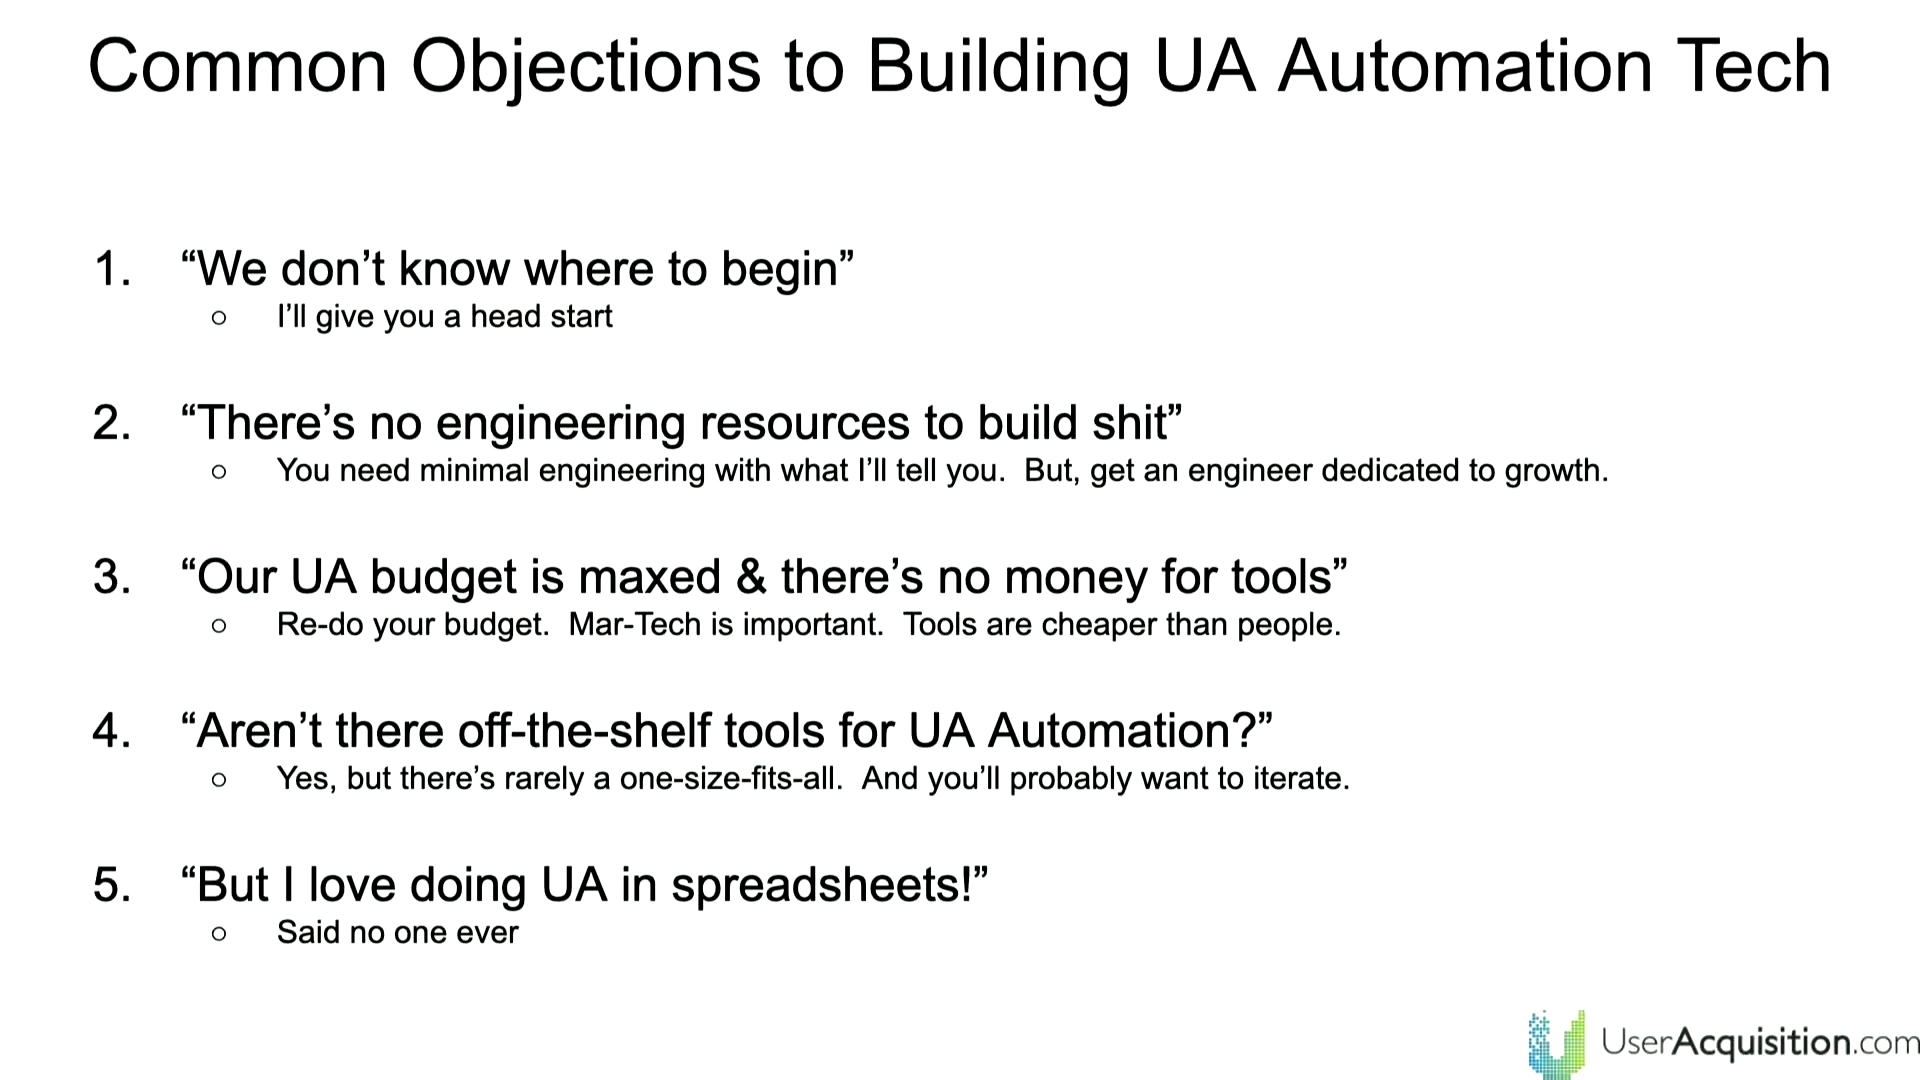 Common Objections to Building UA Automation Tech
1. “We don’t know where to begin”
○ I’ll give you a head start
2. “There’s no engineering resources to build shit”
○ You need minimal engineering with what I’ll tell you.  But, get an engineer dedicated to growth.
3. “Our UA budget is maxed & there’s no money for tools”
○ Re-do your budget.  Mar-Tech is important.  Tools are cheaper than people.
4. “Aren’t there off-the-shelf tools for UA Automation?”
○ Yes, but there’s rarely a one-size-fits-all.  And you’ll probably want to iterate.
5. “But I love doing UA in spreadsheets!”
○ Said no one ever
UserAcquisition.com